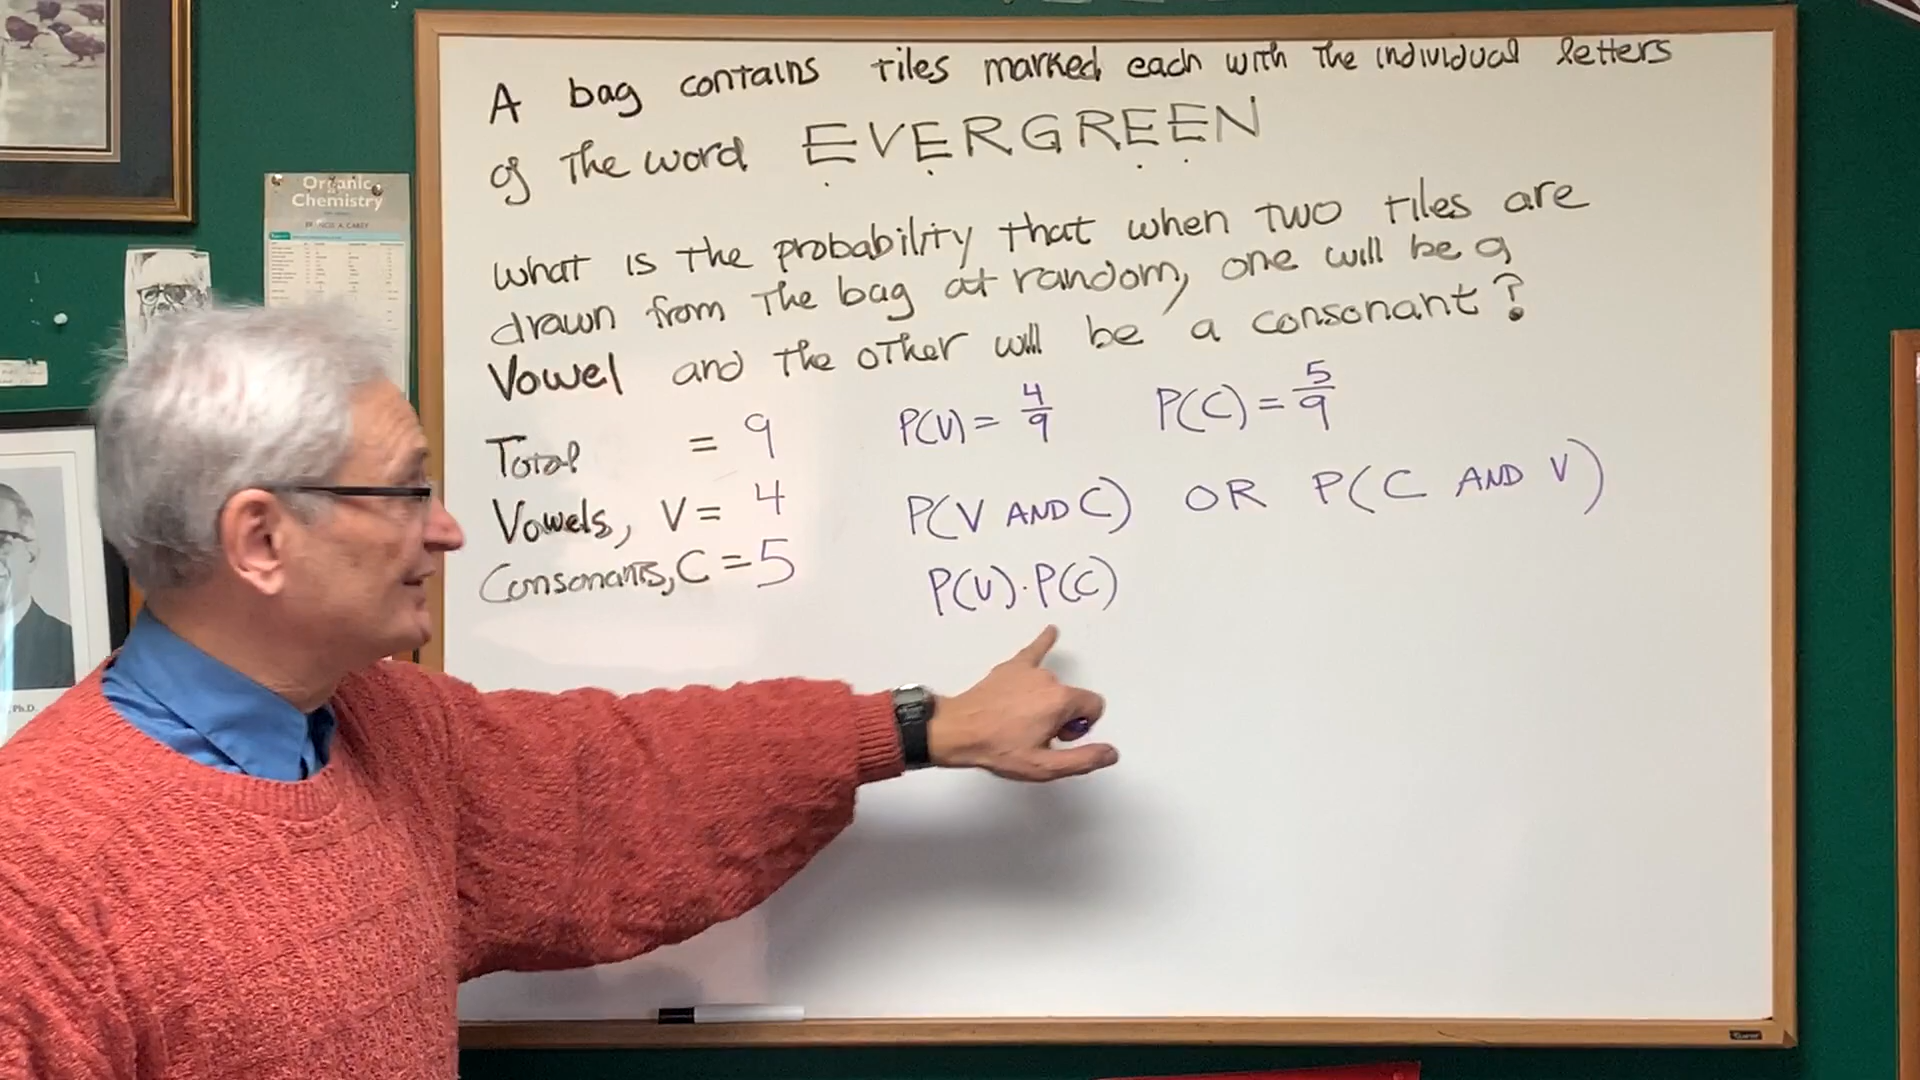 A bag contains tiles marked each with the individual letters
of the word EVERGREEN
What is the probability that when two tiles are
drawn from the bag at random, one will be a
Vowel and the other will be a consonant?
Total = 9
P(V) = 4/9
P(C) = 5/9
Vowels, V = 4
P(V AND C) OR P(C AND V)
Consonants, C = 5
P(V) · P(C)
Organic
Chemistry
Ph.D.